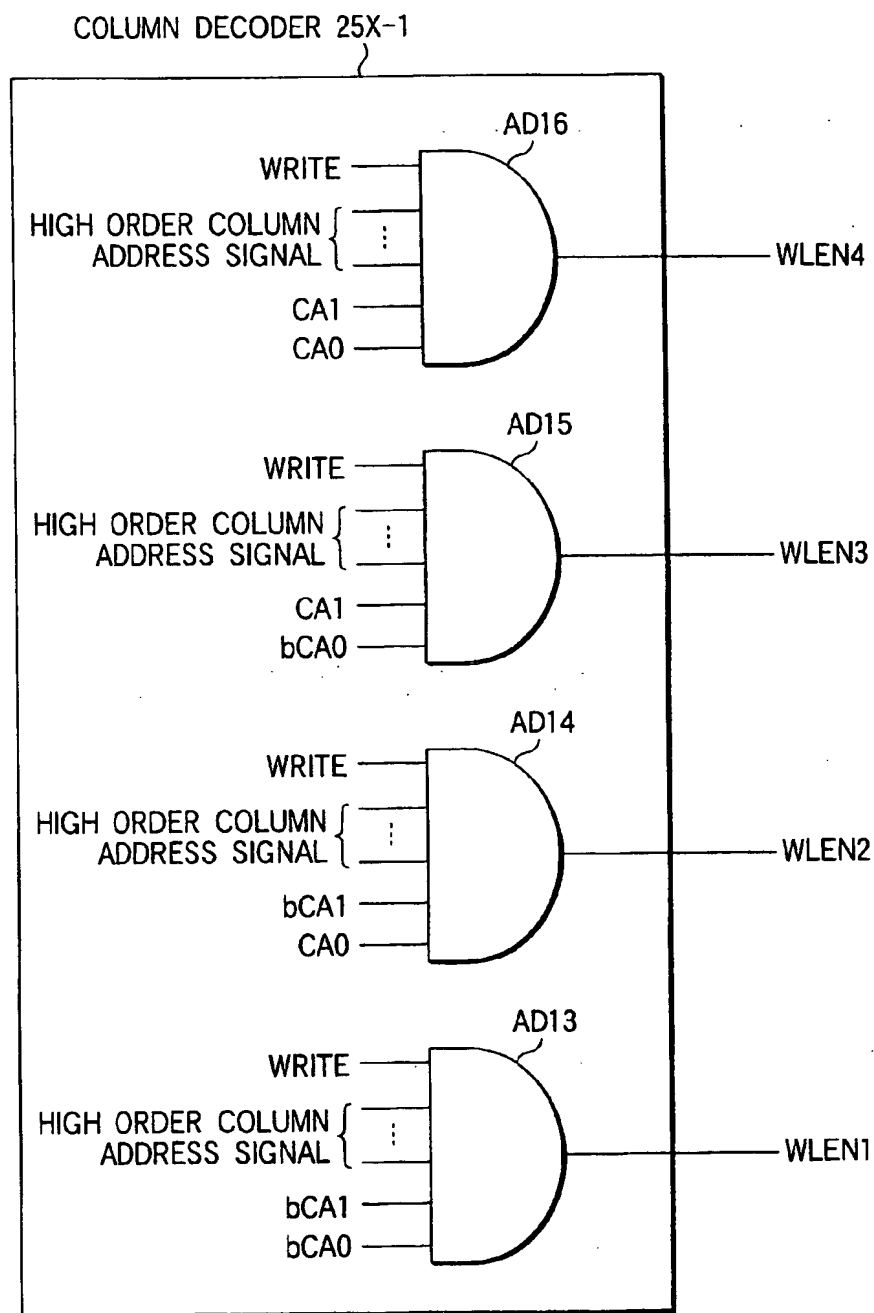 COLUMN DECODER 25X-1
AD16
WRITE
HIGH ORDER COLUMN
ADDRESS SIGNAL
CA1
CA0
WLEN4
AD15
WRITE
HIGH ORDER COLUMN
ADDRESS SIGNAL
CA1
bCA0
WLEN3
AD14
WRITE
HIGH ORDER COLUMN
ADDRESS SIGNAL
bCA1
CA0
WLEN2
AD13
WRITE
HIGH ORDER COLUMN
ADDRESS SIGNAL
bCA1
bCA0
WLEN1